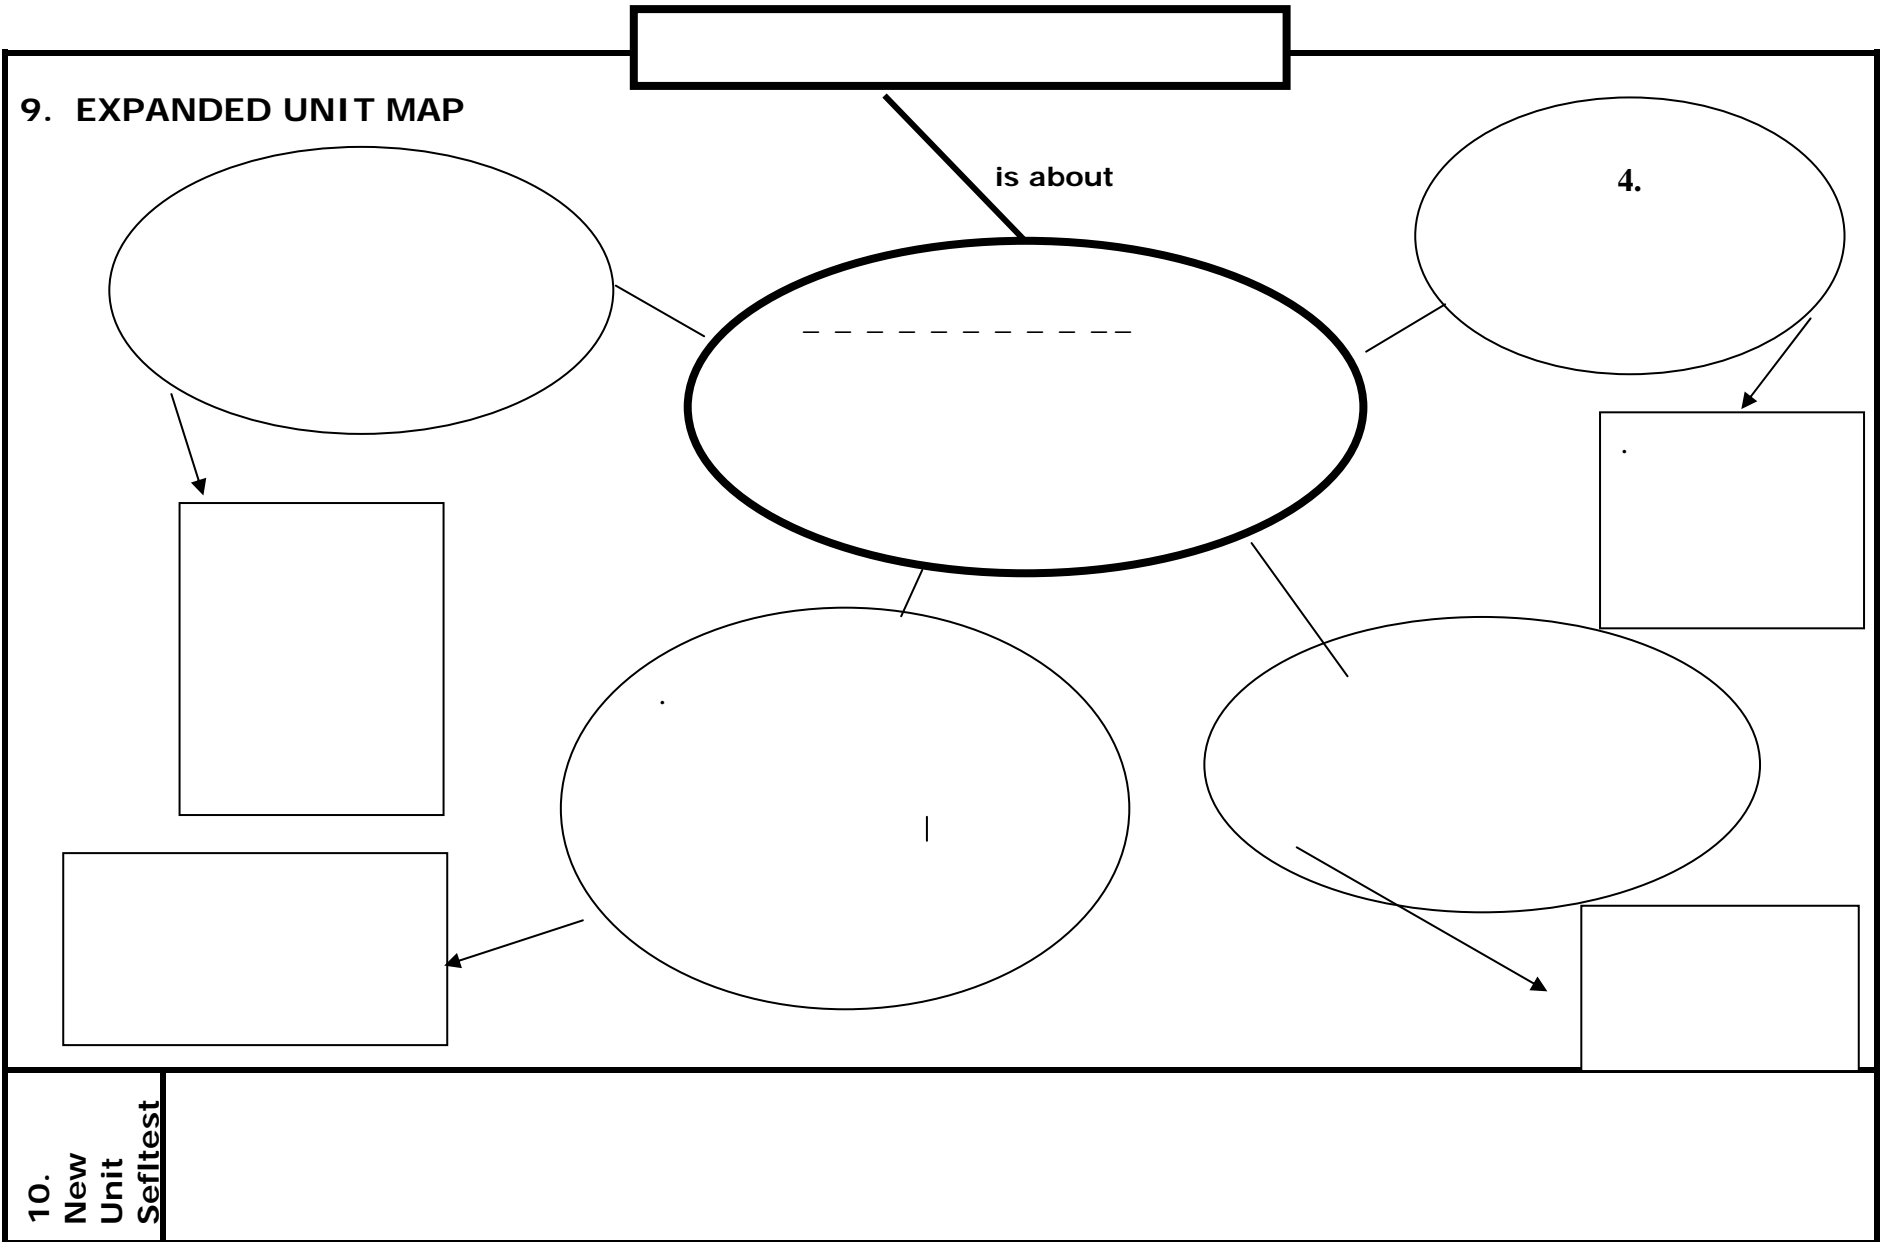 9. EXPANDED UNIT MAP
is about
4.
_ _ _ _ _ _ _ _ _ _ _
.
.
|
10.
New
Unit
Sefltest